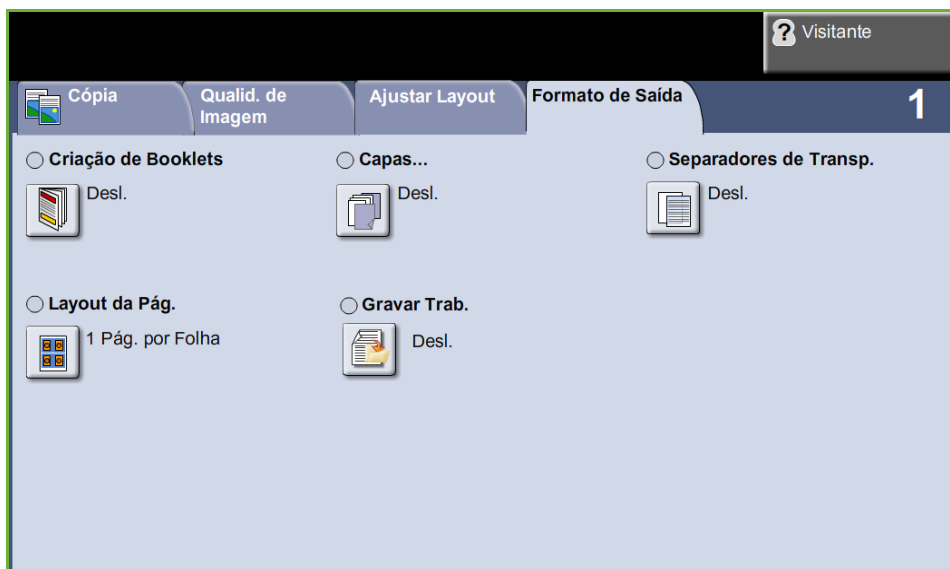 Visitante
Cópia
Qualid. de
Imagem
Ajustar Layout
Formato de Saída
1
Criação de Booklets
Desl.
Capas...
Desl.
Separadores de Transp.
Desl.
Layout da Pág.
1 Pág. por Folha
Gravar Trab.
Desl.